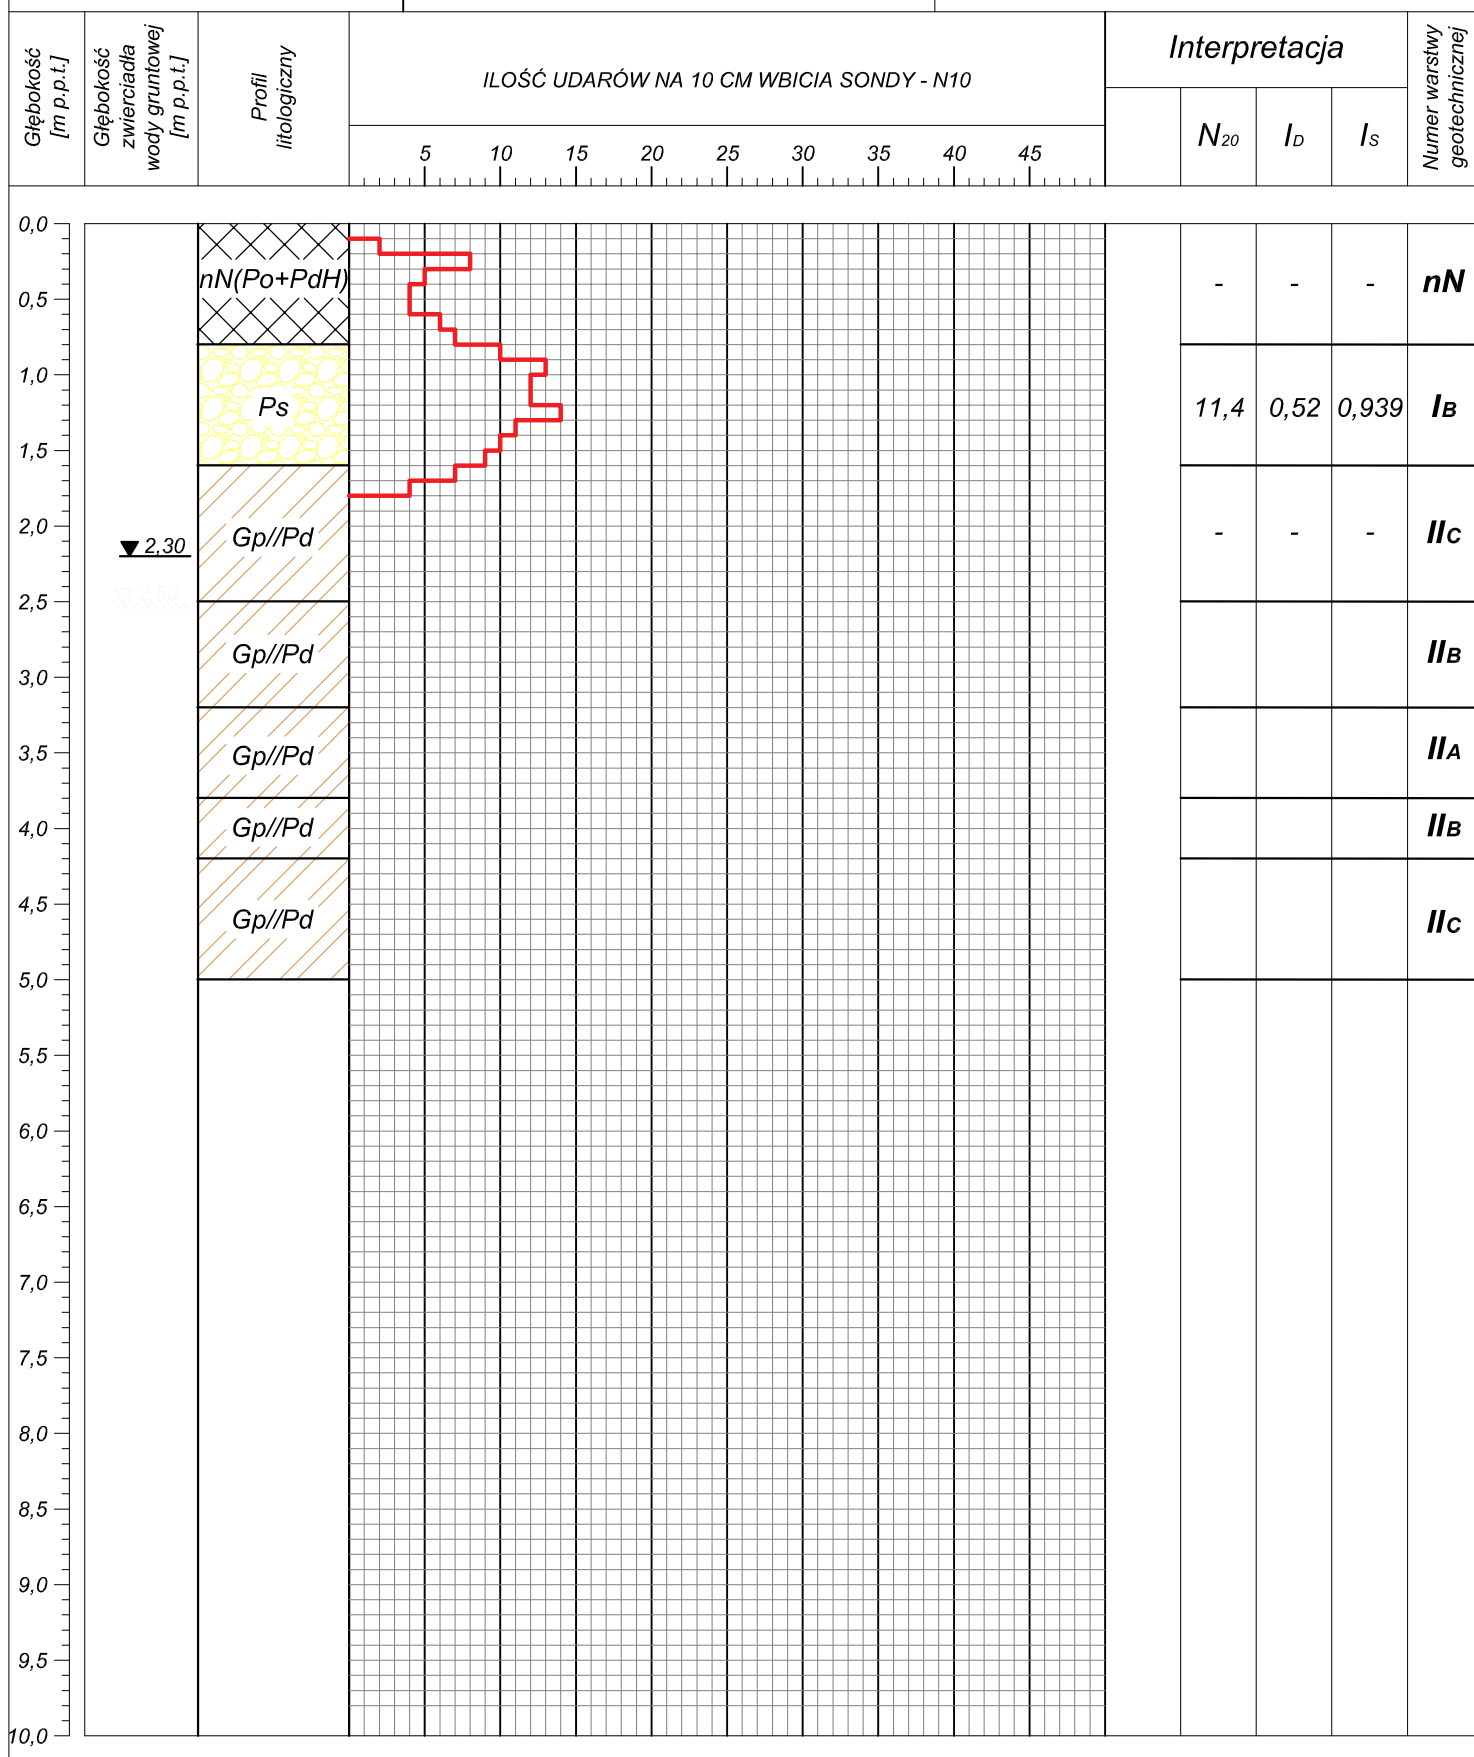 Głębokość
[m p.p.t.]
Głębokość
zwierciadła
wody gruntowej
[m p.p.t.]
Profil
litologiczny
ILOŚĆ UDARÓW NA 10 CM WBICIA SONDY - N10
5 10 15 20 25 30 35 40 45
Interpretacja
N20 ID IS
Numer warstwy
geotechnicznej
0,0
nN(Po+PdH) - - - nN
0,5
1,0
Ps 11,4 0,52 0,939 IB
1,5
2,0
Gp//Pd - - - IIC
2,30
2,50
2,5
Gp//Pd IIB
3,0
3,5
Gp//Pd IIA
4,0
Gp//Pd IIB
4,5
Gp//Pd IIC
5,0
5,5
6,0
6,5
7,0
7,5
8,0
8,5
9,0
9,5
10,0